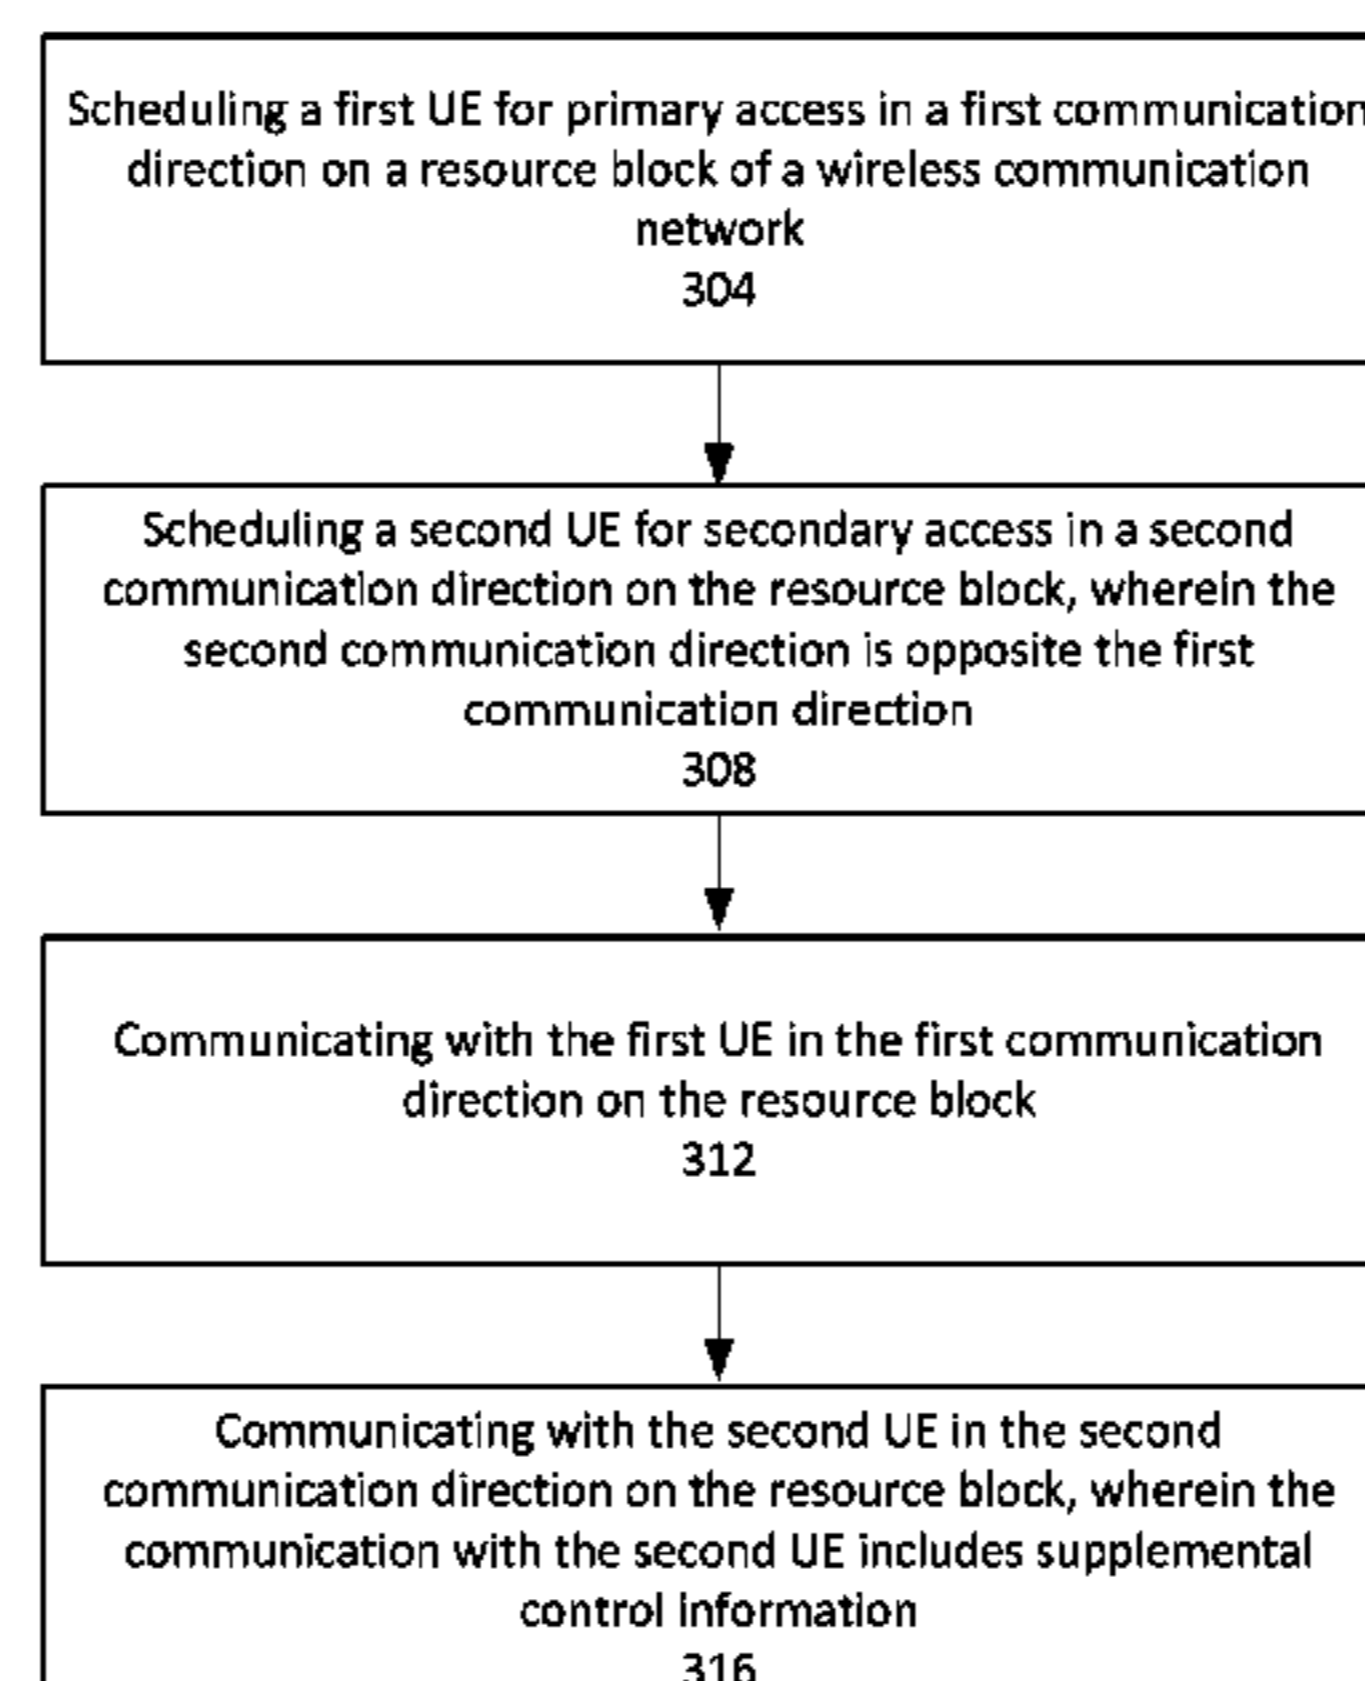 Scheduling a first UE for primary access in a first communication
direction on a resource block of a wireless communication
network
304
Scheduling a second UE for secondary access in a second
communication direction on the resource block, wherein the
second communication direction is opposite the first
communication direction
308
Communicating with the first UE in the first communication
direction on the resource block
312
Communicating with the second UE in the second
communication direction on the resource block, wherein the
communication with the second UE includes supplemental
control information
316